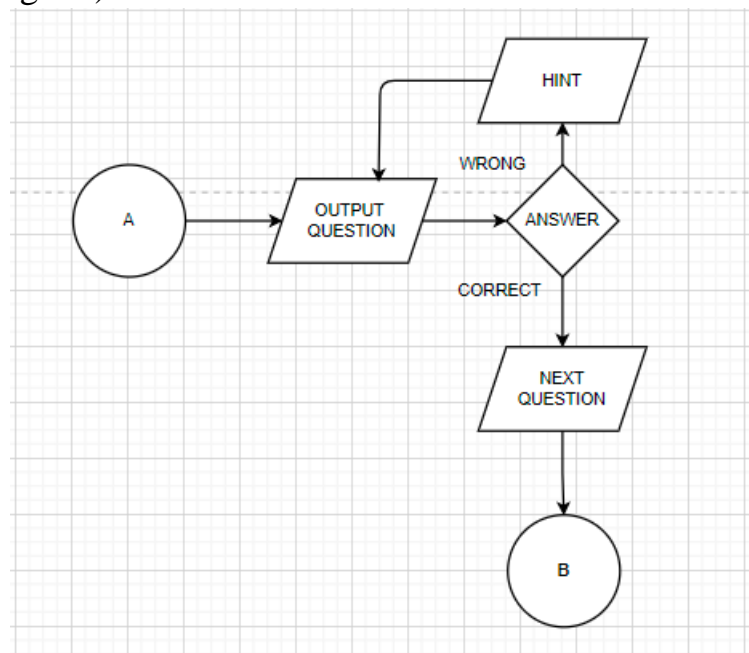 HINT
WRONG
A
OUTPUT
QUESTION
ANSWER
CORRECT
NEXT
QUESTION
B